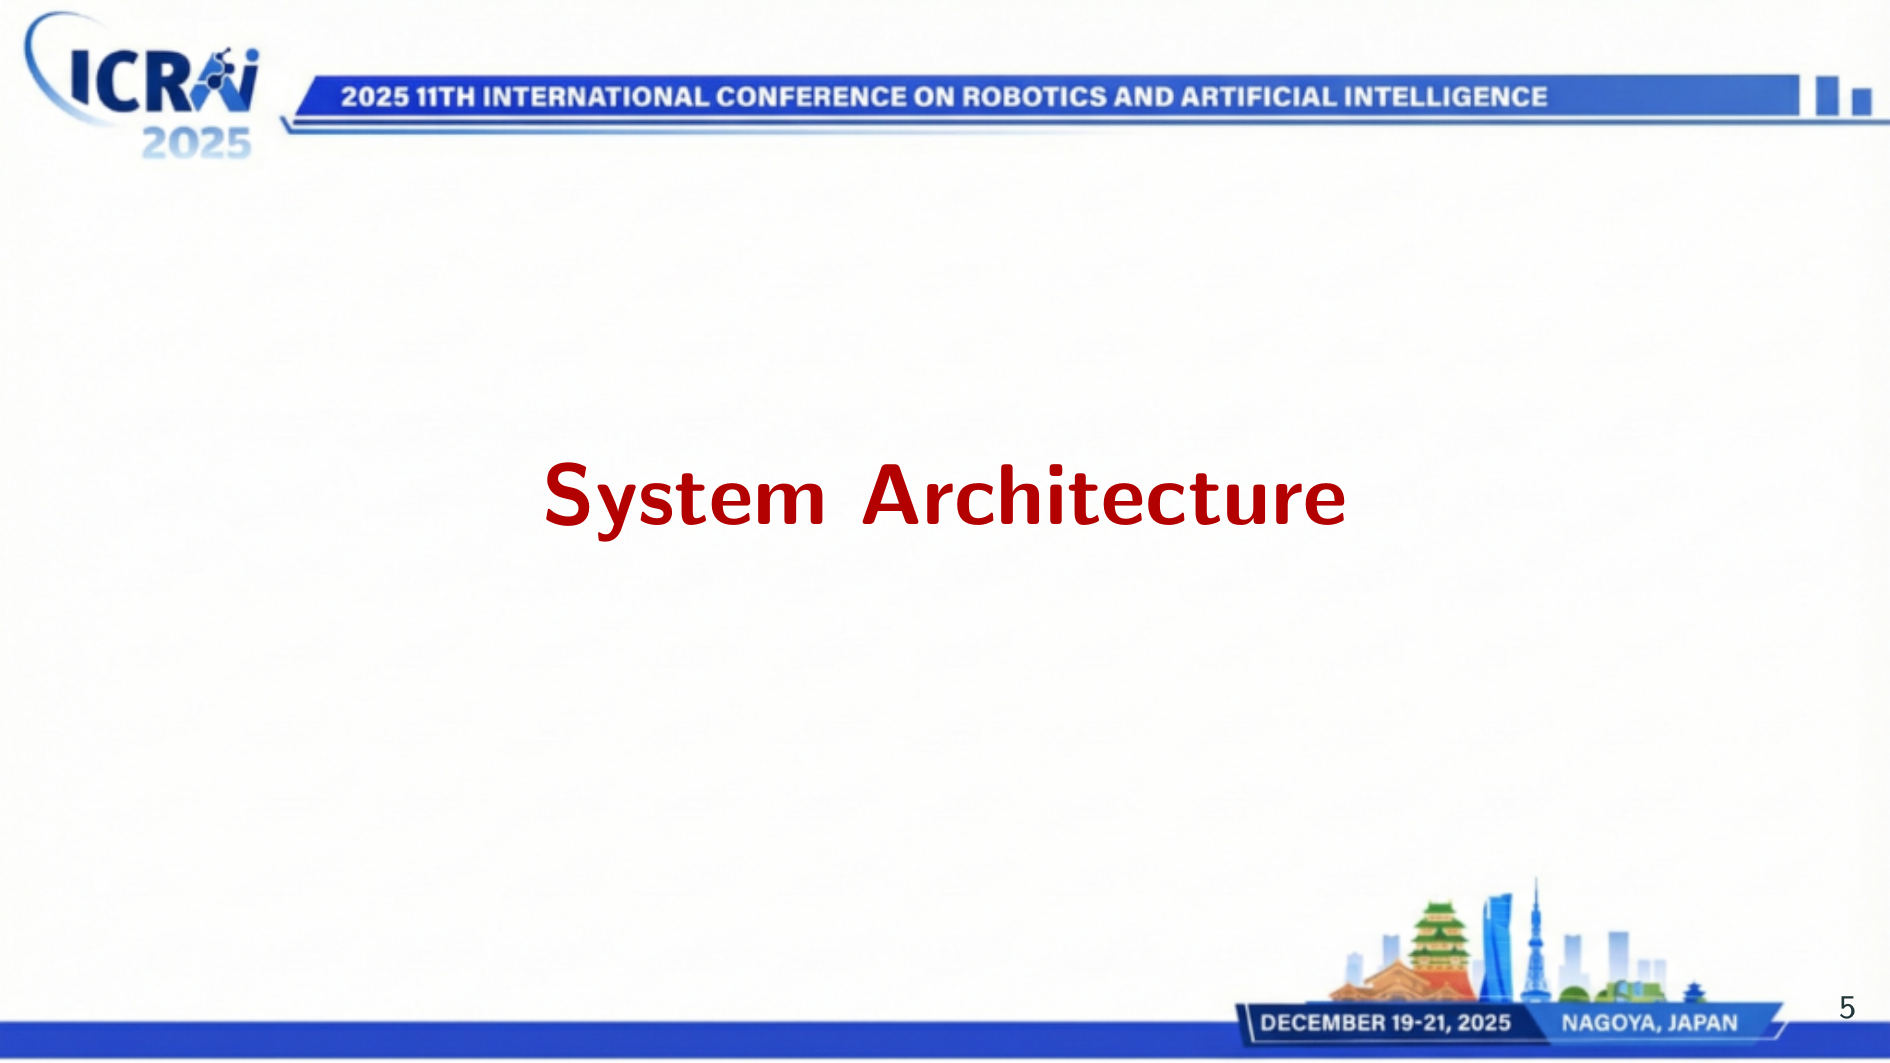 ICRAi
2025
2025 11TH INTERNATIONAL CONFERENCE ON ROBOTICS AND ARTIFICIAL INTELLIGENCE
System Architecture
DECEMBER 19-21, 2025
NAGOYA, JAPAN
5